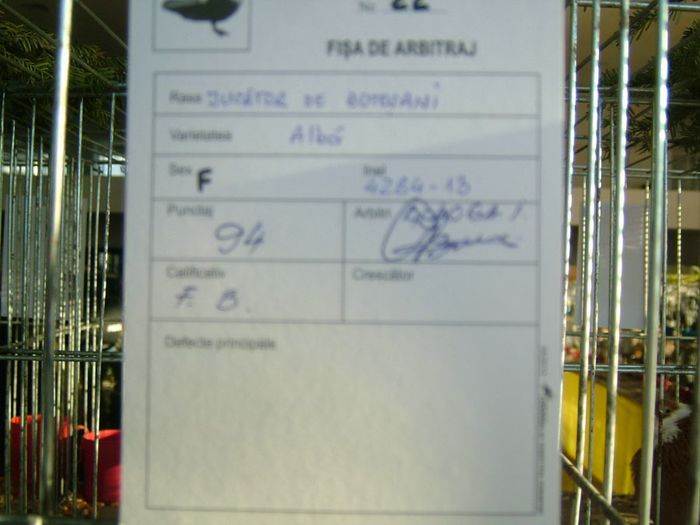 Nr. 22
FIȘA DE ARBITRAJ
Rasa JUCĂTOR DE BOTOȘANI
Varietatea Albă
Sex F Inel 4284-13
Punctaj 94 Arbitru
Calificativ F. B. Crescător
Defecte principale